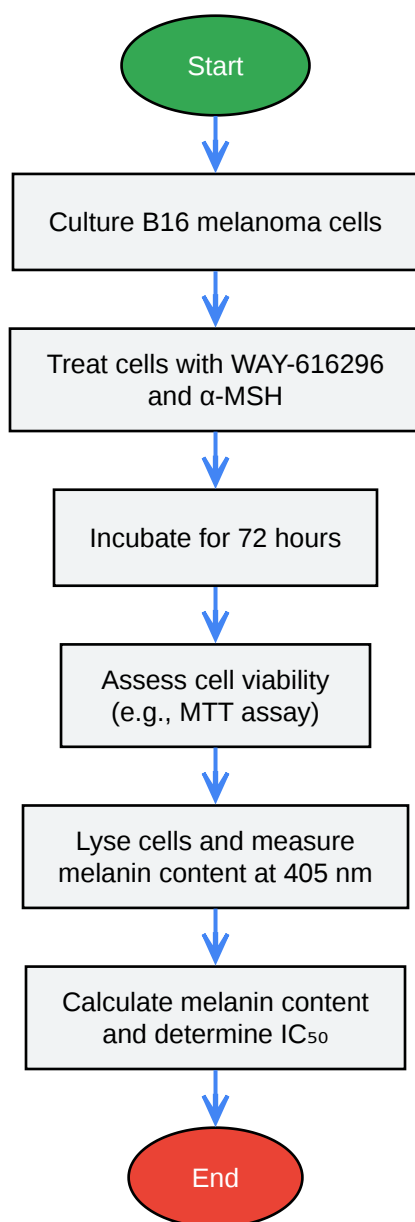 Start
Culture B16 melanoma cells
Treat cells with WAY-616296
and α-MSH
Incubate for 72 hours
Assess cell viability
(e.g., MTT assay)
Lyse cells and measure
melanin content at 405 nm
Calculate melanin content
and determine IC₅₀
End